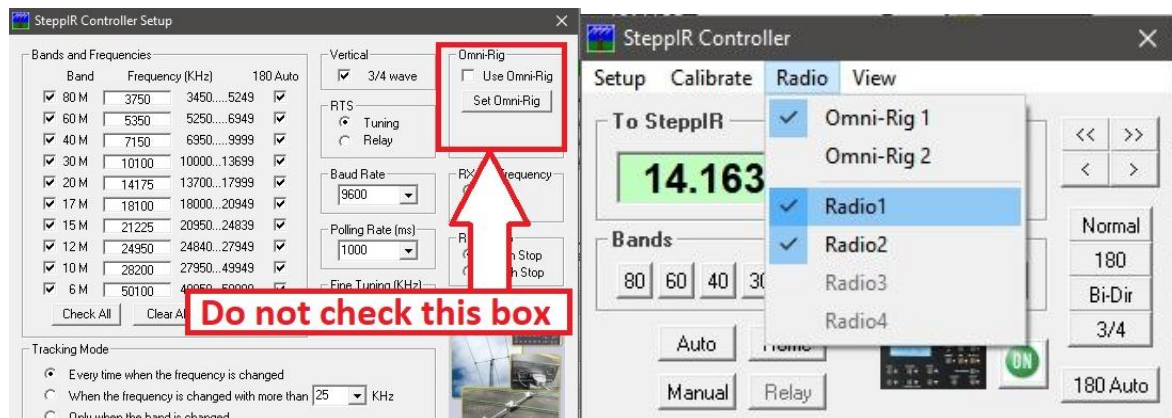 SteppIR Controller Setup
Bands and Frequencies
Band Frequency (KHz) 180 Auto
80 M 3750 3450.....5249
60 M 5350 5250.....6949
40 M 7150 6950.....9999
30 M 10100 10000...13699
20 M 14175 13700...17999
17 M 18100 18000...20949
15 M 21225 20950...24839
12 M 24950 24840...27949
10 M 28200 27950..49949
6 M 50100
Check All
Tracking Mode
Every time when the frequency is changed
When the frequency is changed with more than 25 KHz
Only when the band is changed
Vertical
3/4 wave
RTS
Tuning
Relay
Baud Rate
9600
Polling Rate (ms)
1000
Fine Tuning (KHz)
Omni-Rig
Use Omni-Rig
Set Omni-Rig
Frequency
Stop
Stop
Do not check this box
SteppIR Controller
Setup Calibrate Radio View
Omni-Rig 1
Omni-Rig 2
Radio1
Radio2
Radio3
Radio4
To SteppIR
14.163
Bands
80 60 40
Auto
Manual Relay
ON
<< >>
< >
Normal
180
Bi-Dir
3/4
180 Auto